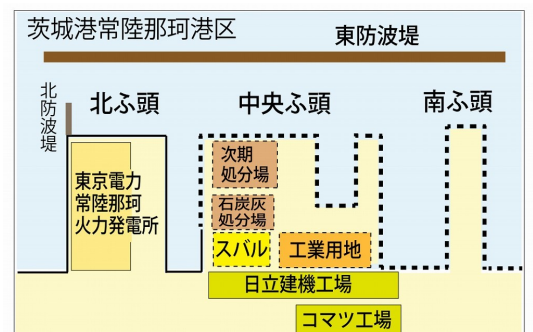 茨城港常陸那珂港区
東防波堤
北防波堤
北ふ頭
中央ふ頭
南ふ頭
東京電力
常陸那珂
火力発電所
次期
処分場
石炭灰
処分場
スバル
工業用地
日立建機工場
コマツ工場